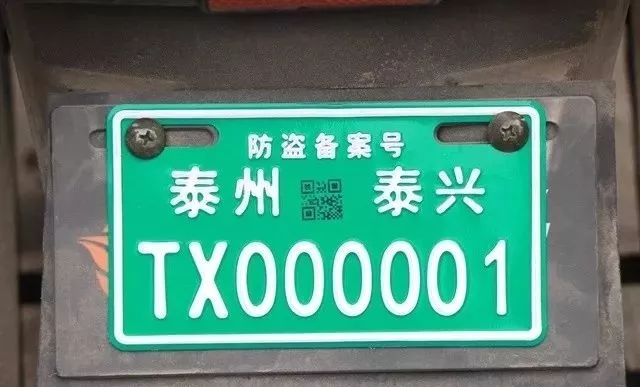 防盗备案号
泰州 泰兴
TX000001